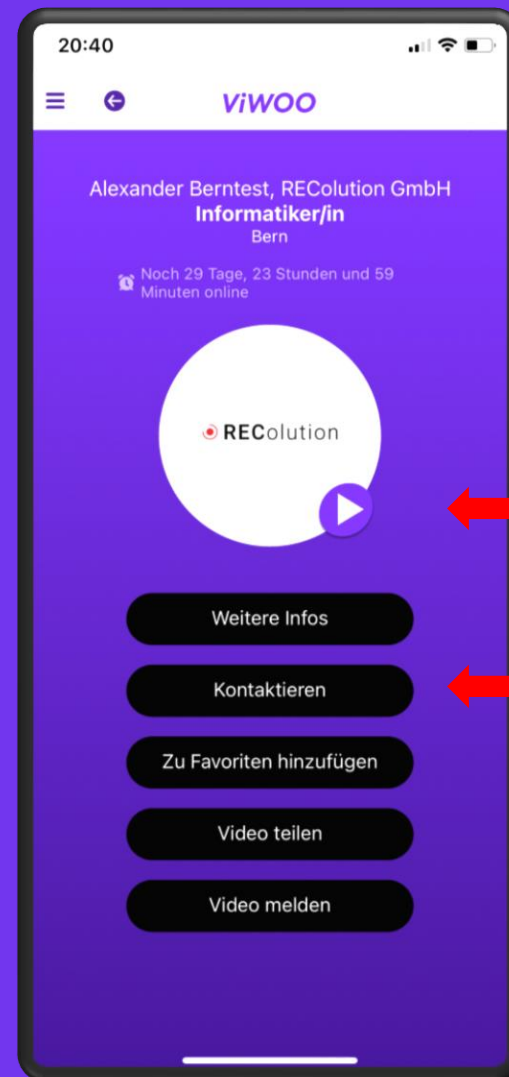 20:40
ViWOO
Alexander Berntest, REColution GmbH
Informatiker/in
Bern
Noch 29 Tage, 23 Stunden und 59
Minuten online
REColution
Weitere Infos
Kontaktieren
Zu Favoriten hinzufügen
Video teilen
Video melden